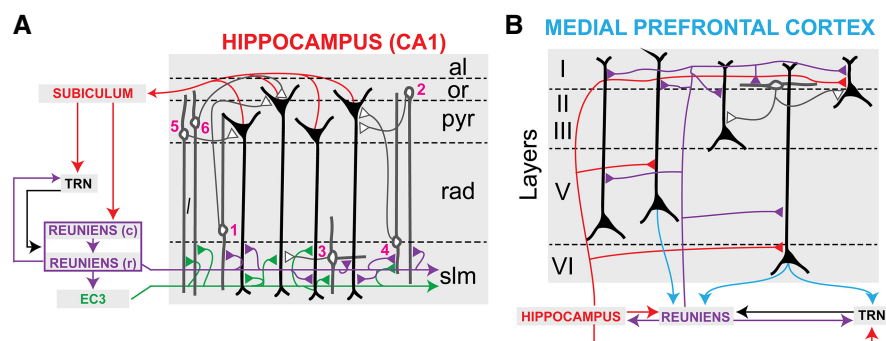 A
HIPPOCAMPUS (CA1)
al
or
pyr
rad
slm
SUBICULUM
TRN
REUNIENS (c)
REUNIENS (r)
EC3
5
6
2
l
1
3
4
B
MEDIAL PREFRONTAL CORTEX
Layers
I
II
III
V
VI
HIPPOCAMPUS
REUNIENS
TRN